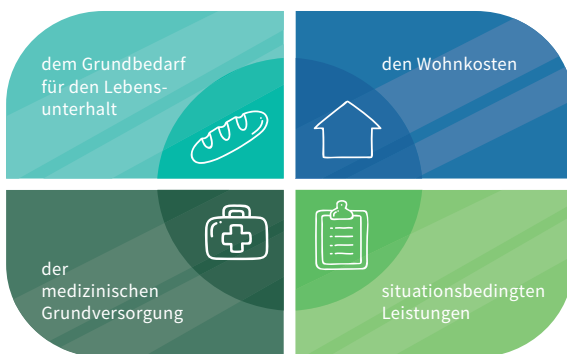 dem Grundbedarf
für den Lebens-
unterhalt
den Wohnkosten
der
medizinischen
Grundversorgung
situationsbedingten
Leistungen